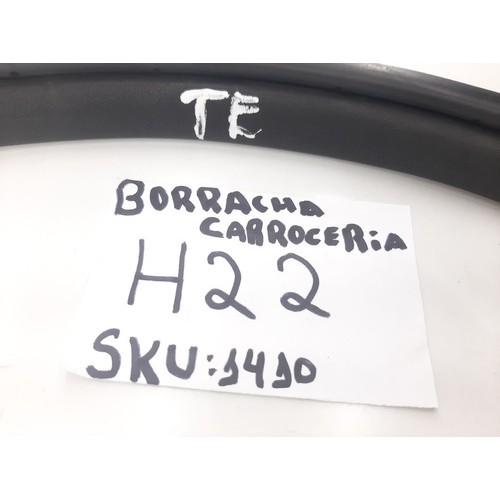 TE
BORRACHA
CARROCERiA
H22
SKU:1410